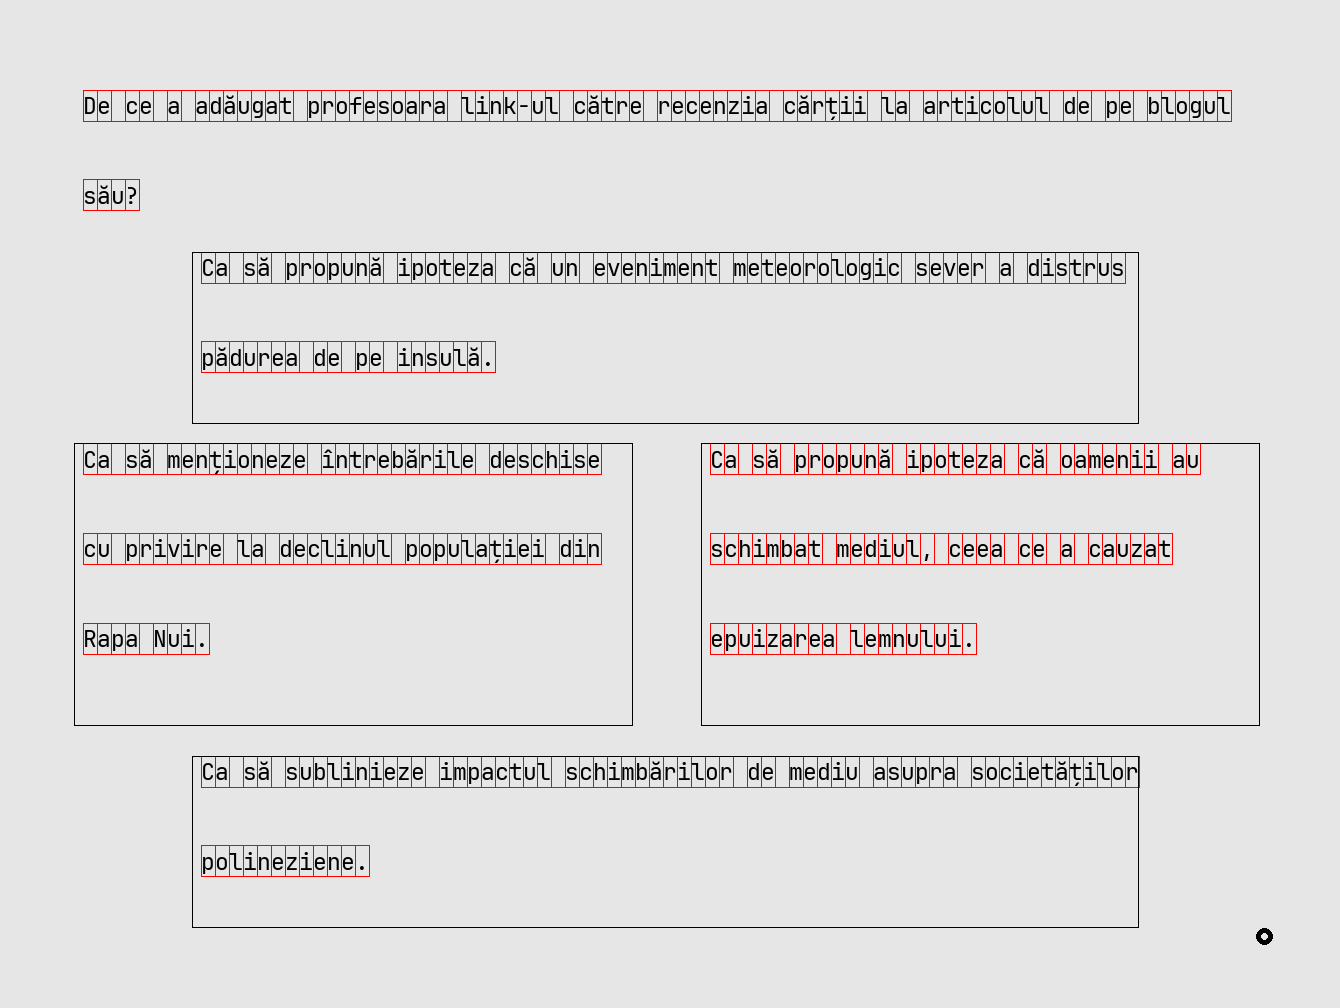 De ce a adăugat profesoara link-ul către recenzia cărții la articolul de pe blogul
său?
Ca să propună ipoteza că un eveniment meteorologic sever a distrus
pădurea de pe insulă.
Ca să menționeze întrebările deschise
cu privire la declinul populației din
Rapa Nui.
Ca să propună ipoteza că oamenii au
schimbat mediul, ceea ce a cauzat
epuizarea lemnului.
Ca să sublinieze impactul schimbărilor de mediu asupra societăților
polineziene.